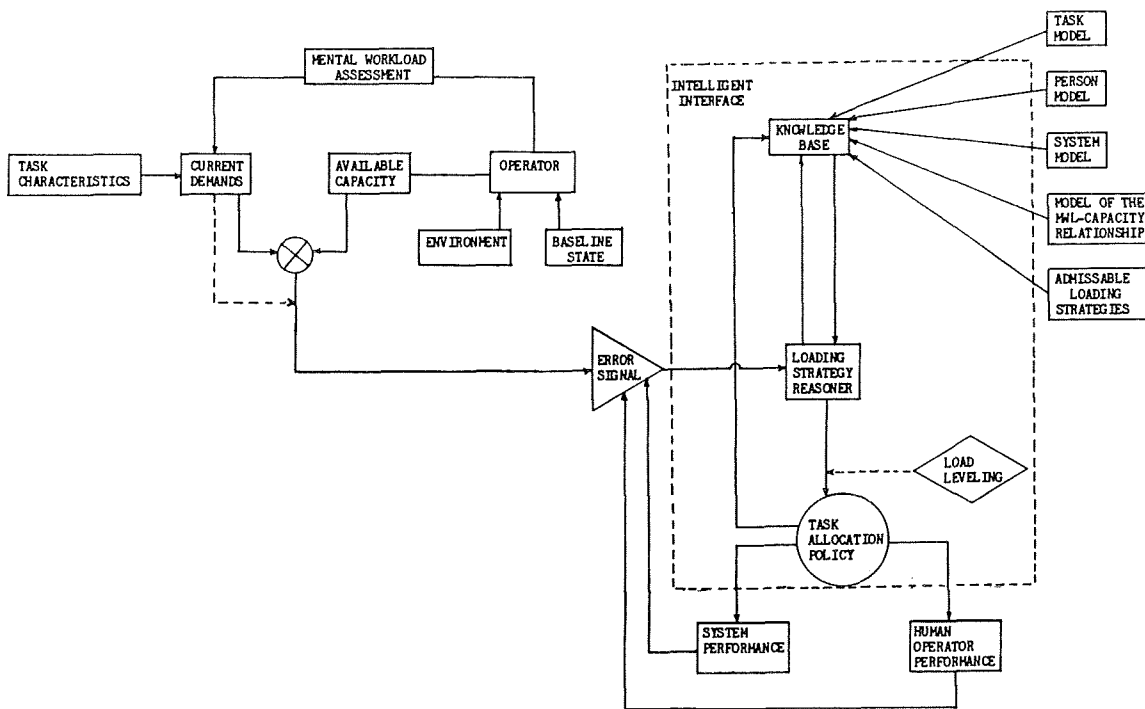 TASK
MODEL
MENTAL WORKLOAD
ASSESSMENT
INTELLIGENT
INTERFACE
PERSON
MODEL
KNOWLEDGE
BASE
SYSTEM
MODEL
TASK
CHARACTERISTICS
CURRENT
DEMANDS
AVAILABLE
CAPACITY
OPERATOR
MODEL OF THE
MWL-CAPACITY
RELATIONSHIP
ENVIRONMENT
BASELINE
STATE
ADMISSABLE
LOADING
STRATEGIES
ERROR
SIGNAL
LOADING
STRATEGY
REASONER
LOAD
LEVELING
TASK
ALLOCATION
POLICY
SYSTEM
PERFORMANCE
HUMAN
OPERATOR
PERFORMANCE